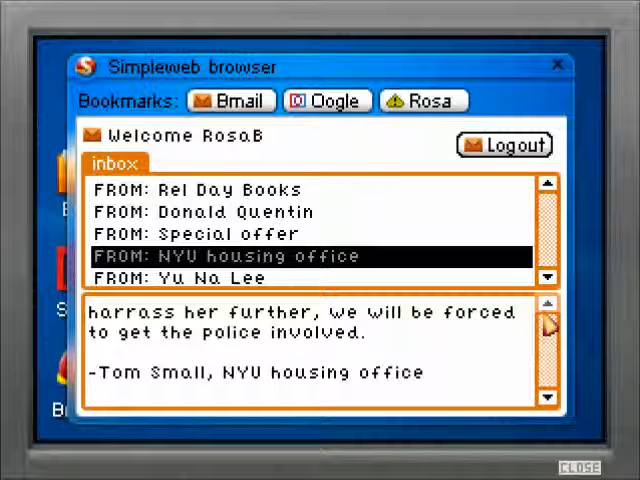 Simpleweb browser
Bookmarks: Bmail Oogle Rosa
Welcome RosaB
Logout
inbox
FROM: Rel Day Books
FROM: Donald Quentin
FROM: Special offer
FROM: NYU housing office
FROM: Yu Na Lee
harrass her further, we will be forced
to get the police involved.
-Tom Small, NYU housing office
CLOSE